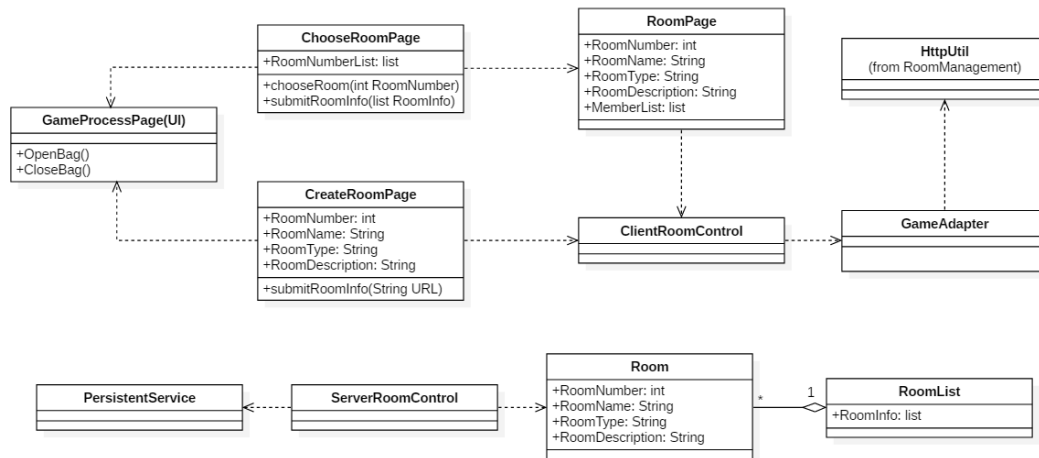 ChooseRoomPage
+RoomNumberList: list
+chooseRoom(int RoomNumber)
+submitRoomInfo(list RoomInfo)
RoomPage
+RoomNumber: int
+RoomName: String
+RoomType: String
+RoomDescription: String
+MemberList: list
HttpUtil
(from RoomManagement)
GameProcessPage(UI)
+OpenBag()
+CloseBag()
CreateRoomPage
+RoomNumber: int
+RoomName: String
+RoomType: String
+RoomDescription: String
+submitRoomInfo(String URL)
ClientRoomControl
GameAdapter
PersistentService
ServerRoomControl
Room
+RoomNumber: int
+RoomName: String
+RoomType: String
+RoomDescription: String
*
1
RoomList
+RoomInfo: list